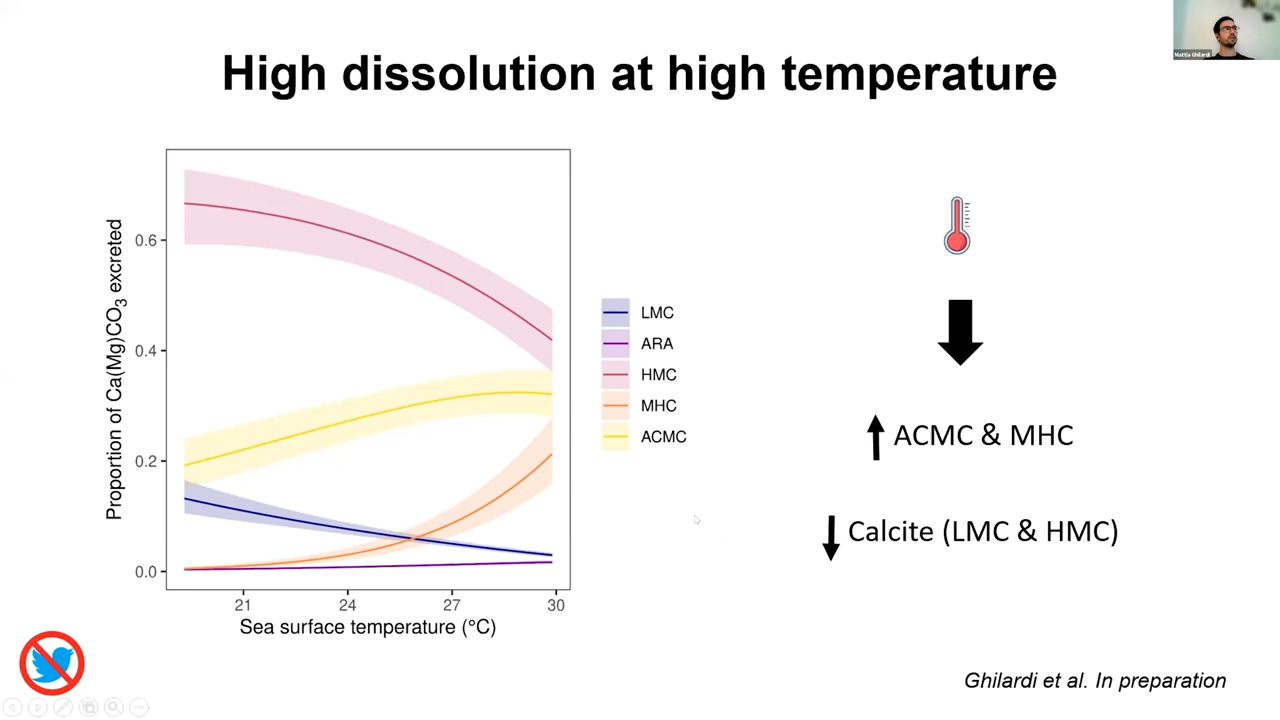 Mattia Ghilardi
High dissolution at high temperature
Proportion of Ca(Mg)CO3 excreted
0.6
0.4
0.2
0.0
21 24 27 30
Sea surface temperature (°C)
LMC
ARA
HMC
MHC
ACMC
ACMC & MHC
Calcite (LMC & HMC)
Ghilardi et al. In preparation